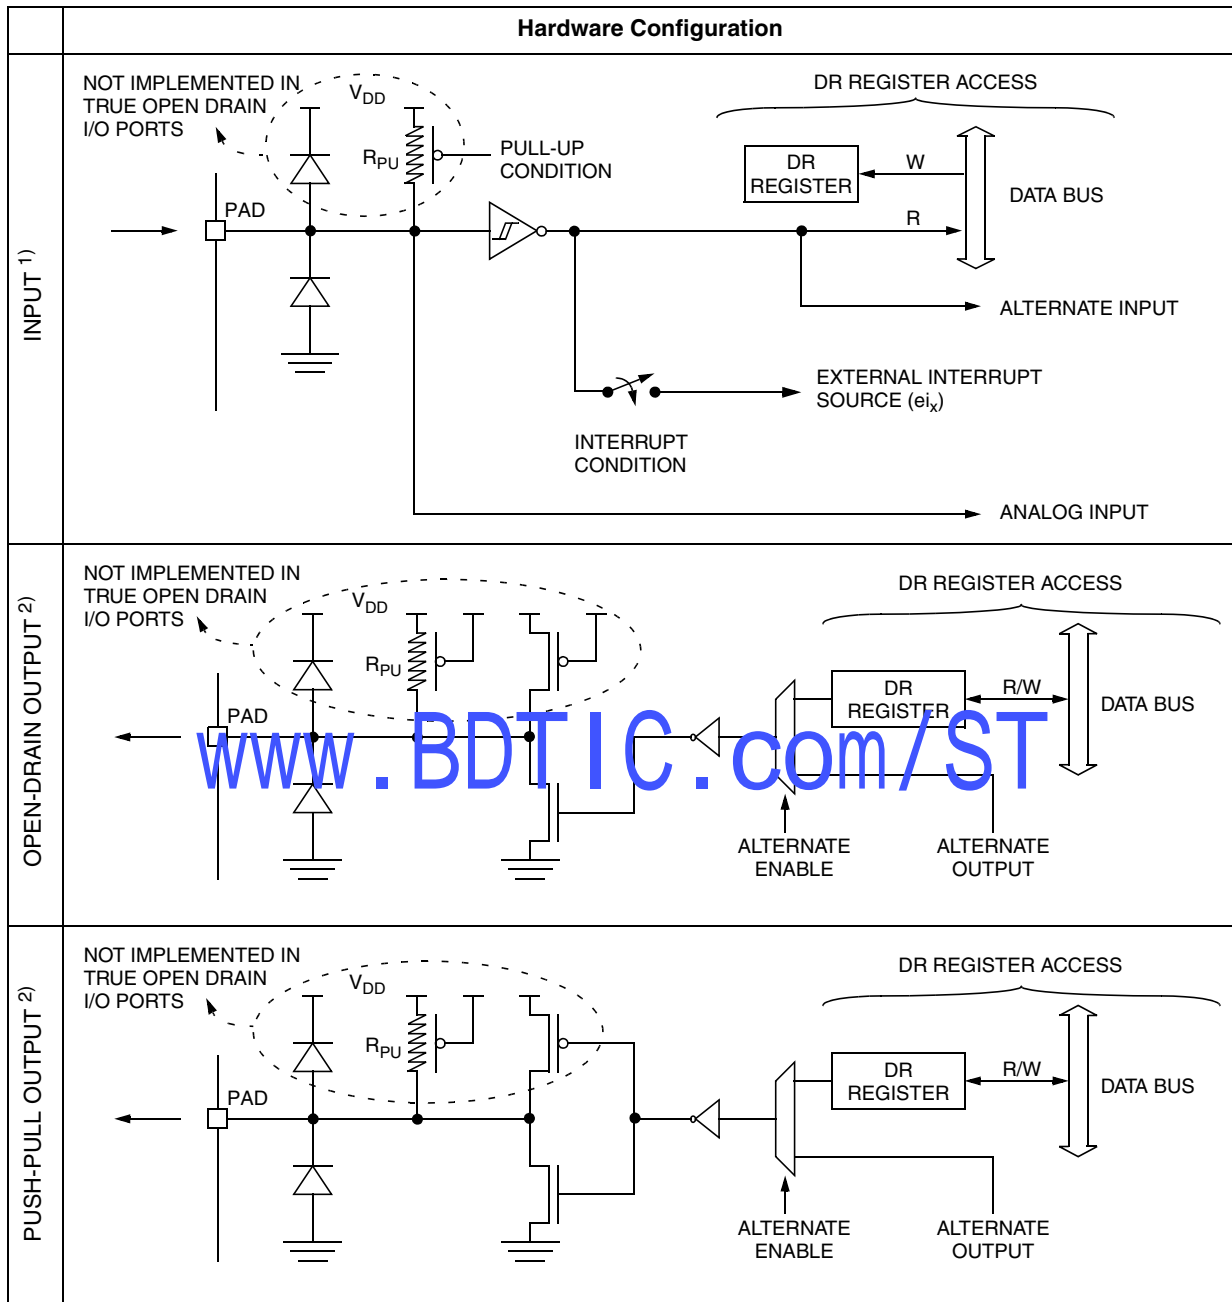 Hardware Configuration
INPUT 1)
NOT IMPLEMENTED IN
TRUE OPEN DRAIN
I/O PORTS
VDD
RPU
PULL-UP
CONDITION
PAD
DR REGISTER ACCESS
DR
REGISTER
W
R
DATA BUS
ALTERNATE INPUT
EXTERNAL INTERRUPT
SOURCE (eix)
INTERRUPT
CONDITION
ANALOG INPUT
OPEN-DRAIN OUTPUT 2)
NOT IMPLEMENTED IN
TRUE OPEN DRAIN
I/O PORTS
VDD
RPU
PAD
DR REGISTER ACCESS
DR
REGISTER
R/W
DATA BUS
www.BDTIC.com/ST
ALTERNATE
ENABLE
ALTERNATE
OUTPUT
PUSH-PULL OUTPUT 2)
NOT IMPLEMENTED IN
TRUE OPEN DRAIN
I/O PORTS
VDD
RPU
PAD
DR REGISTER ACCESS
DR
REGISTER
R/W
DATA BUS
ALTERNATE
ENABLE
ALTERNATE
OUTPUT